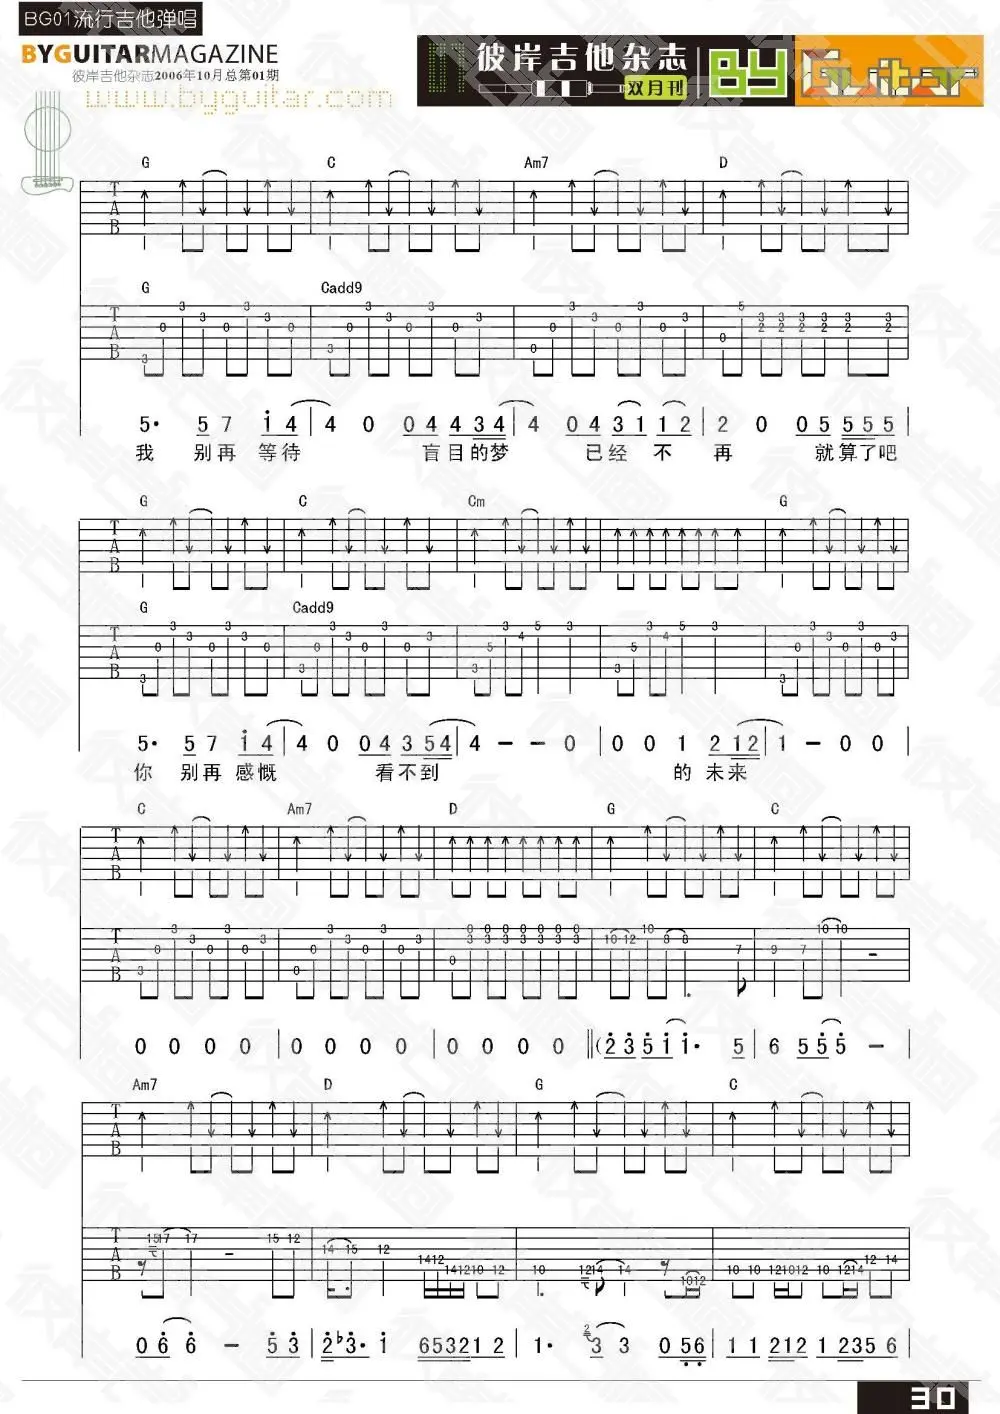 BG01流行吉他弹唱
BYGUITARMAGAZINE
彼岸吉他杂志2006年10月总第01期
www.byguitar.com
01 彼岸吉他杂志 双月刊 BY Guitar
G C Am7 D
G Cadd9
5· 5 7 i 4 4 0 0 4 4 3 4 4 0 4 3 1 1 2 2 0 0 5 5 5 5
我 别再 等待 盲目的梦 已经 不 再 就算了吧
G C Cm G
G Cadd9
5· 5 7 i 4 4 0 0 4 3 5 4 4 - - 0 0 0 1 2 1 2 1 - 0 0
你 别再 感慨 看不到 的 未来
C Am7 D G C
0 0 0 0 0 0 0 0 0 0 0 0 (2 3 5 i i· 5 6 5 5 5 -
Am7 D G C
0 6 6 - 5 3 2 b3· i 6 5 3 2 1 2 1· 3 3 0 5 6 1 1 2 1 2 1 2 3 5 6
30